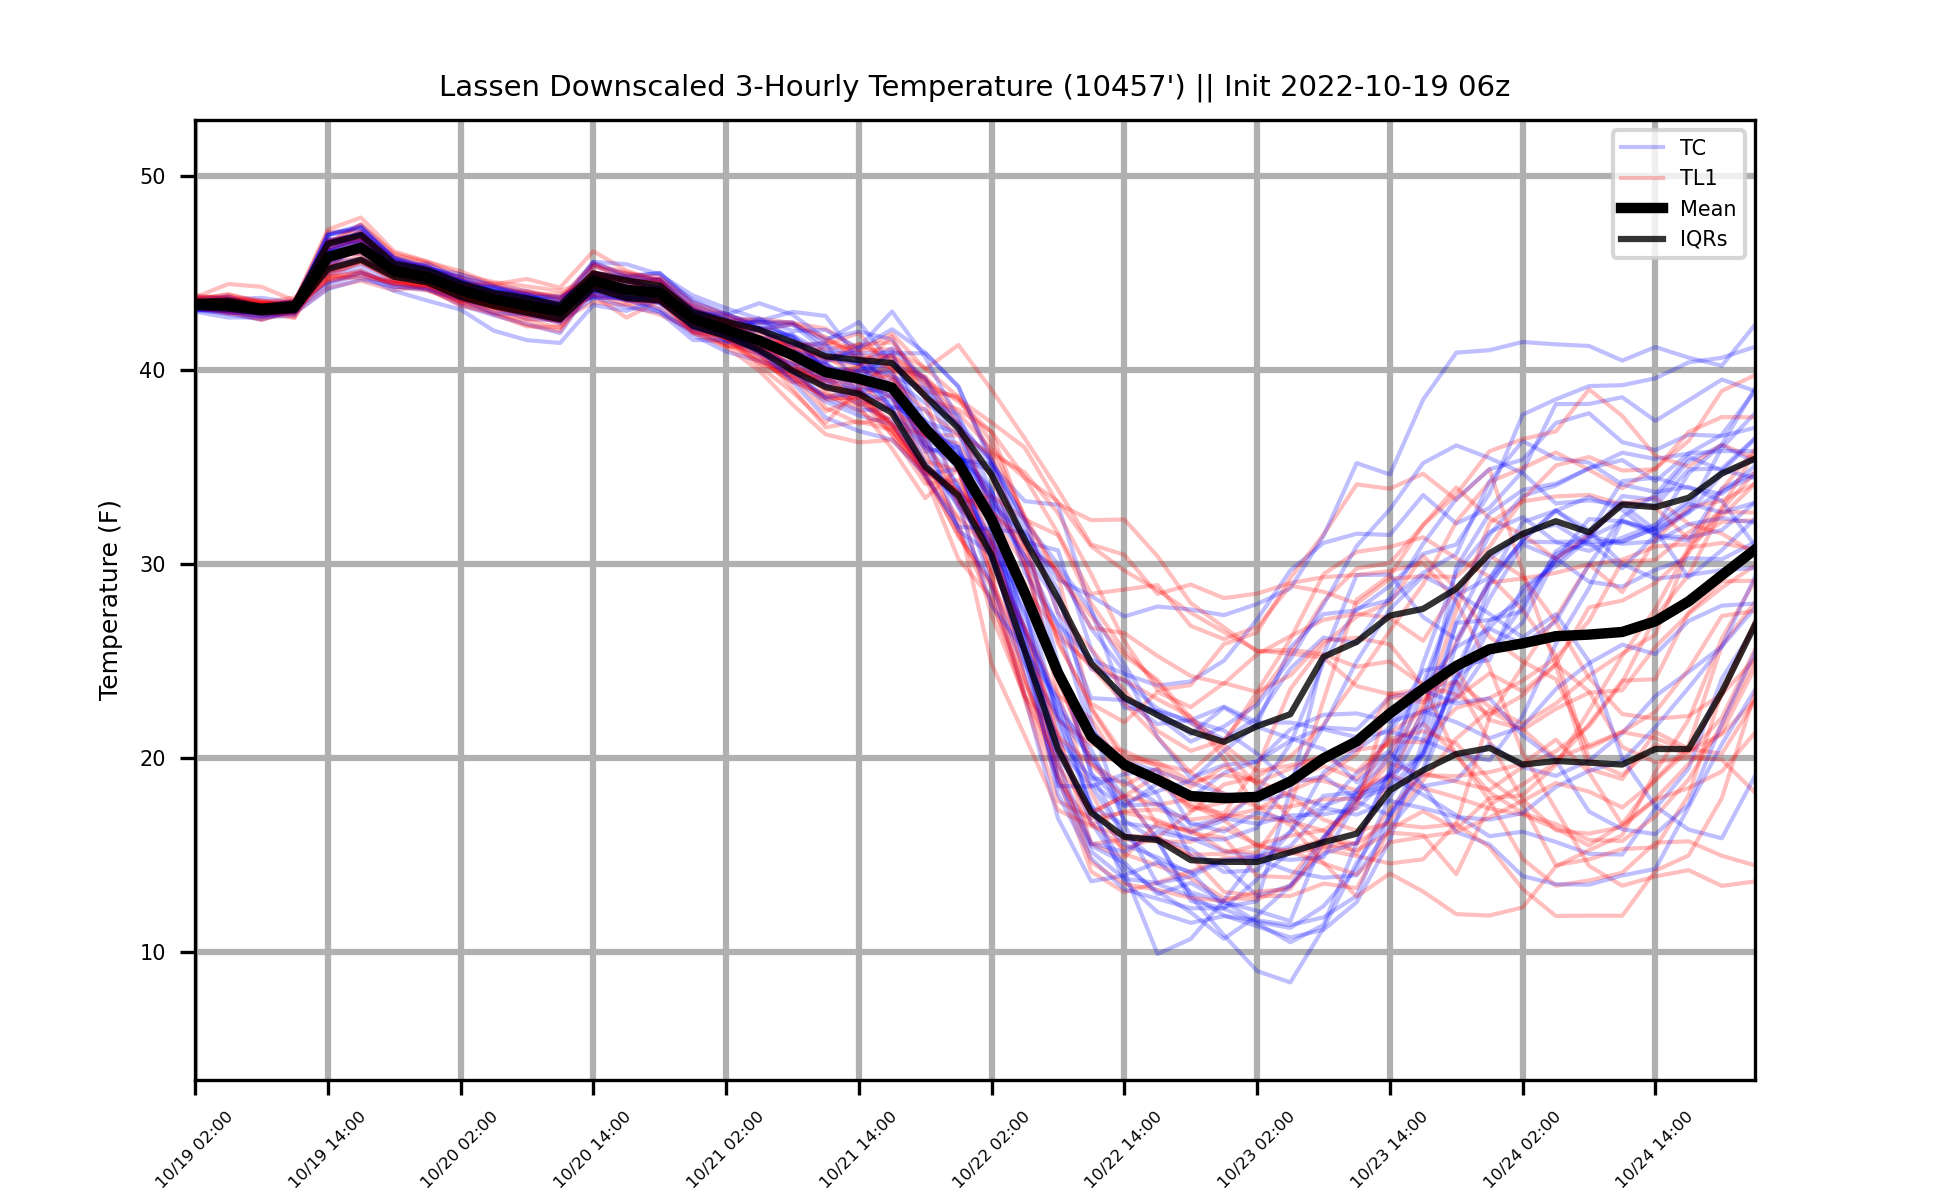 Lassen Downscaled 3-Hourly Temperature (10457') || Init 2022-10-19 06z
TC
TL1
Mean
IQRs
Temperature (F)
50
40
30
20
10
10/19 02:00
10/19 14:00
10/20 02:00
10/20 14:00
10/21 02:00
10/21 14:00
10/22 02:00
10/22 14:00
10/23 02:00
10/23 14:00
10/24 02:00
10/24 14:00